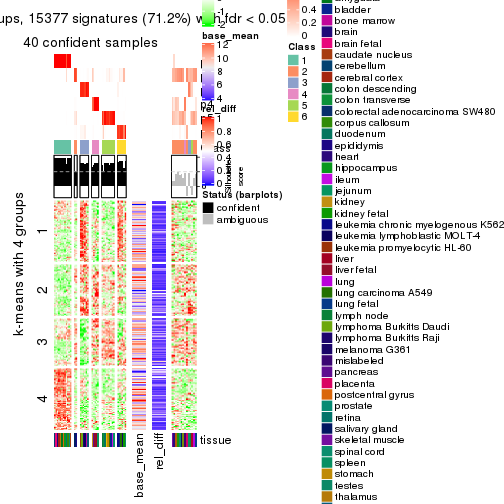 ups, 15377 signatures (71.2%) with fdr < 0.05
40 confident samples
k-means with 4 groups
1
2
3
4
base_mean
rel_diff
tissue
-2
base_mean
12
10
8
6
4
rel_diff
1
0.8
0.6
0.4
0.2
0
silhouette
score
Status (barplots)
confident
ambiguous
0.4
0.2
0
Class
1
2
3
4
5
6
bladder
bone marrow
brain
brain fetal
caudate nucleus
cerebellum
cerebral cortex
colon descending
colon transverse
colorectal adenocarcinoma SW480
corpus callosum
duodenum
epididymis
heart
hippocampus
ileum
jejunum
kidney
kidney fetal
leukemia chronic myelogenous K562
leukemia lymphoblastic MOLT-4
leukemia promyelocytic HL-60
liver
liver fetal
lung
lung carcinoma A549
lung fetal
lymph node
lymphoma Burkitts Daudi
lymphoma Burkitts Raji
melanoma G361
mislabeled
pancreas
placenta
postcentral gyrus
prostate
retina
salivary gland
skeletal muscle
spinal cord
spleen
stomach
testes
thalamus